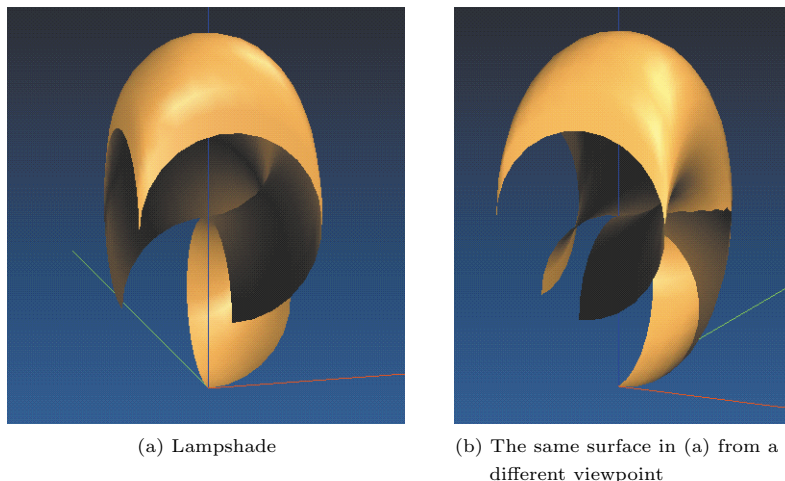 (a) Lampshade
(b) The same surface in (a) from a
different viewpoint